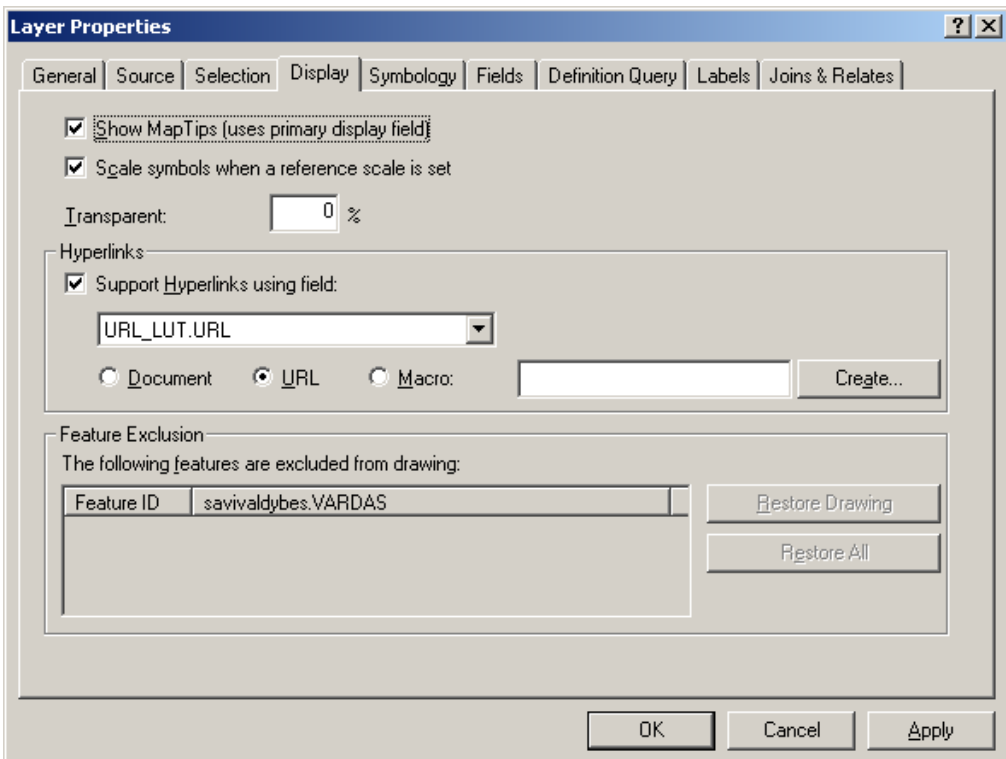 Layer Properties
General Source Selection Display Symbology Fields Definition Query Labels Joins & Relates
Show MapTips (uses primary display field)
Scale symbols when a reference scale is set
Transparent: 0 %
Hyperlinks
Support Hyperlinks using field:
URL_LUT.URL
Document URL Macro: Create...
Feature Exclusion
The following features are excluded from drawing:
Feature ID savivaldybes.VARDAS
Restore Drawing
Restore All
OK Cancel Apply